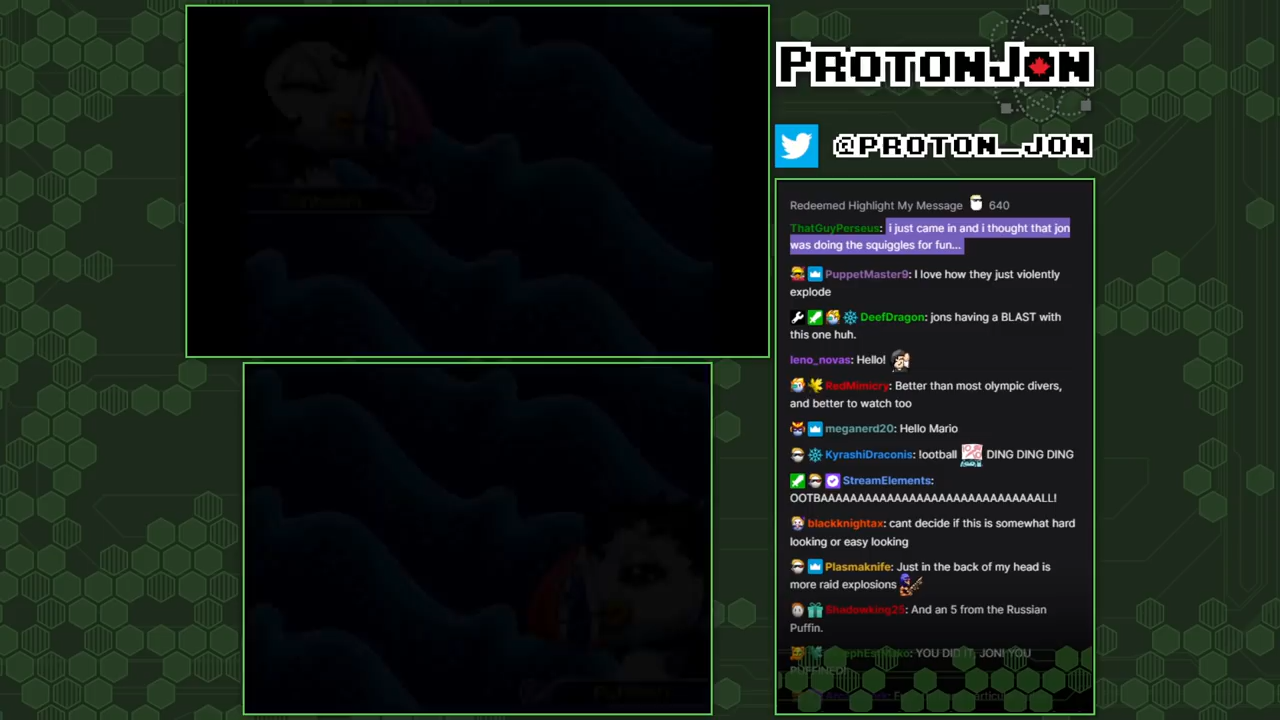 PROTONJON
@PROTON_JON
Redeemed Highlight My Message 640
ThatGuyPerseus: i just came in and i thought that jon
was doing the squiggles for fun...
PuppetMaster9: I love how they just violently
explode
DeefDragon: jons having a BLAST with
this one huh.
leno_novas: Hello!
RedMimicry: Better than most olympic divers,
and better to watch too
meganerd20: Hello Mario
KyrashiDraconis: !ootball DING DING DING
StreamElements:
OOTBAAAAAAAAAAAAAAAAAAAAAAAAAAAAAALL!
blackknightax: cant decide if this is somewhat hard
looking or easy looking
Plasmaknife: Just in the back of my head is
more raid explosions
Shadowking25: And an 5 from the Russian
Puffin.
YOU DID IT, JON! YOU
PUFFINED!